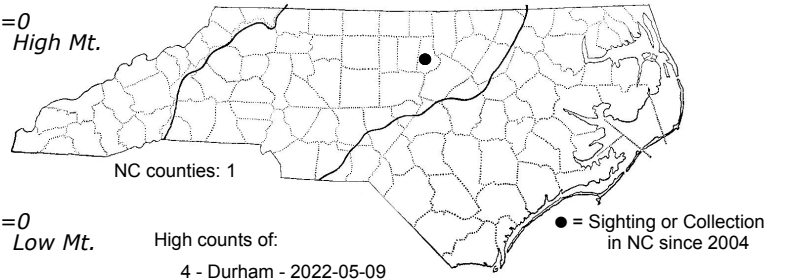 =0
High Mt.
NC counties: 1
=0
Low Mt.
High counts of:
4 - Durham - 2022-05-09
● = Sighting or Collection
in NC since 2004